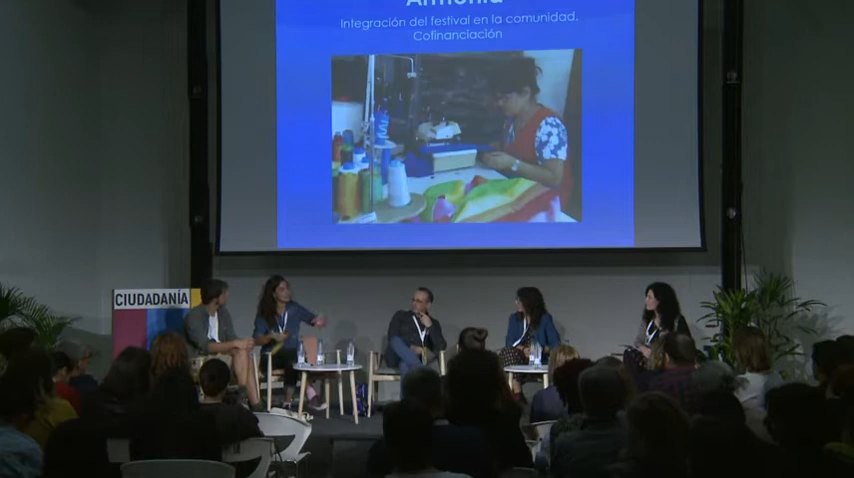 Armonía
Integración del festival en la comunidad.
Cofinanciación
CIUDADANÍA